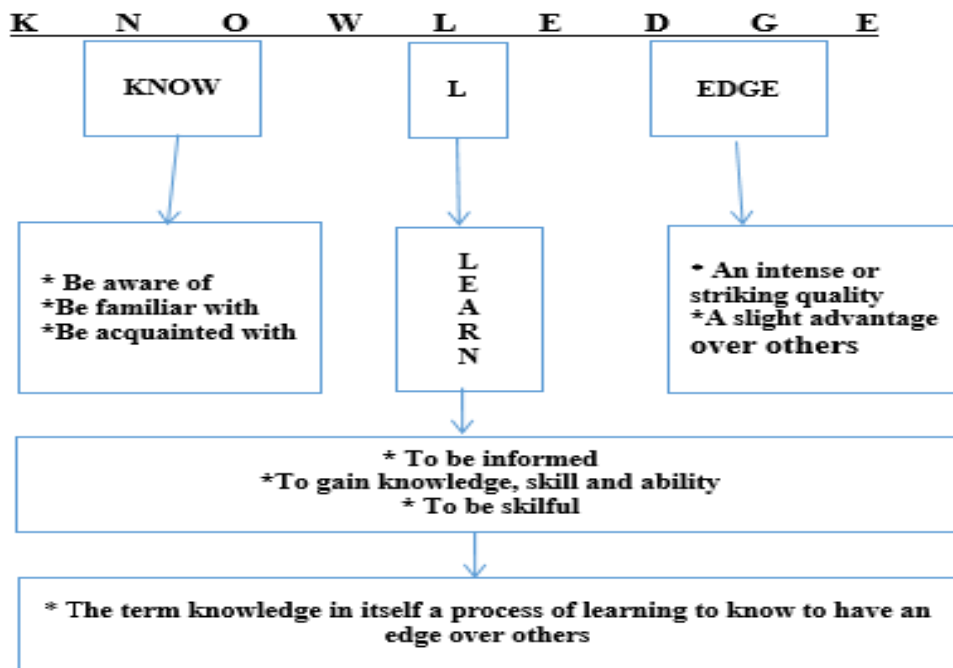 K N O W L E D G E
KNOW
L
EDGE
* Be aware of
*Be familiar with
*Be acquainted with
L
E
A
R
N
* An intense or
striking quality
*A slight advantage
over others
* To be informed
*To gain knowledge, skill and ability
* To be skilful
* The term knowledge in itself a process of learning to know to have an
edge over others